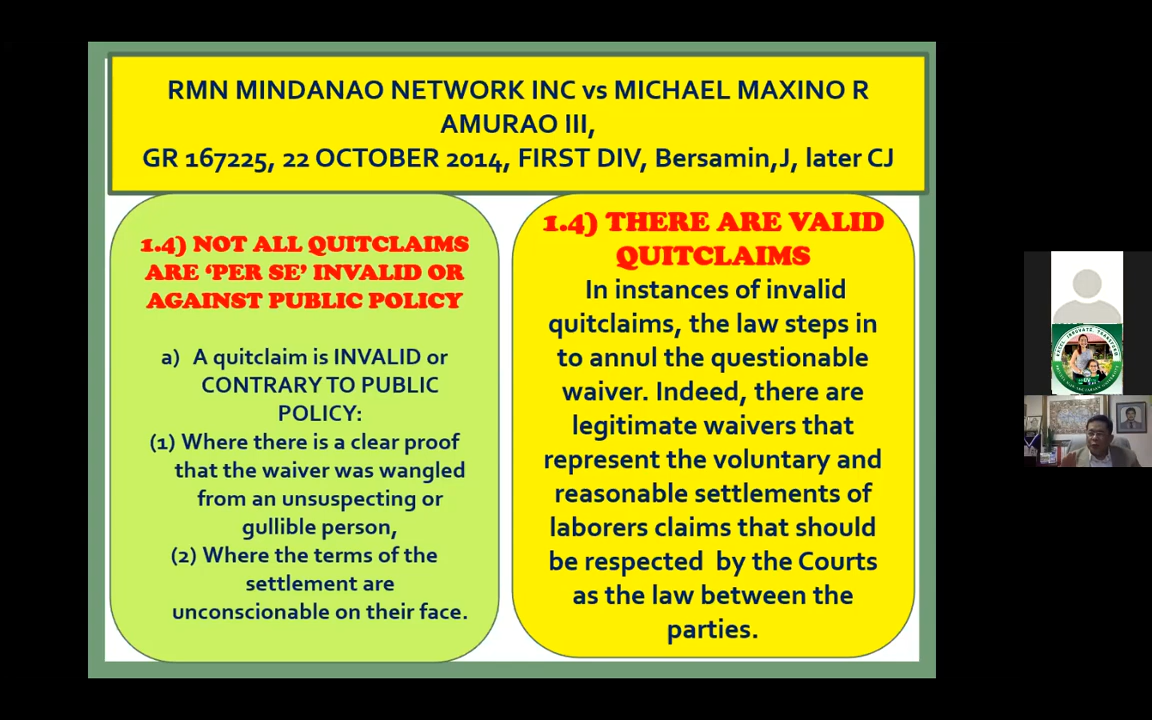 RMN MINDANAO NETWORK INC vs MICHAEL MAXINO R
AMURAO III,
GR 167225, 22 OCTOBER 2014, FIRST DIV, Bersamin,J, later CJ
1.4) NOT ALL QUITCLAIMS
ARE ‘PER SE’ INVALID OR
AGAINST PUBLIC POLICY
a) A quitclaim is INVALID or
CONTRARY TO PUBLIC
POLICY:
(1) Where there is a clear proof
that the waiver was wangled
from an unsuspecting or
gullible person,
(2) Where the terms of the
settlement are
unconscionable on their face.
1.4) THERE ARE VALID
QUITCLAIMS
In instances of invalid
quitclaims, the law steps in
to annul the questionable
waiver. Indeed, there are
legitimate waivers that
represent the voluntary and
reasonable settlements of
laborers claims that should
be respected by the Courts
as the law between the
parties.